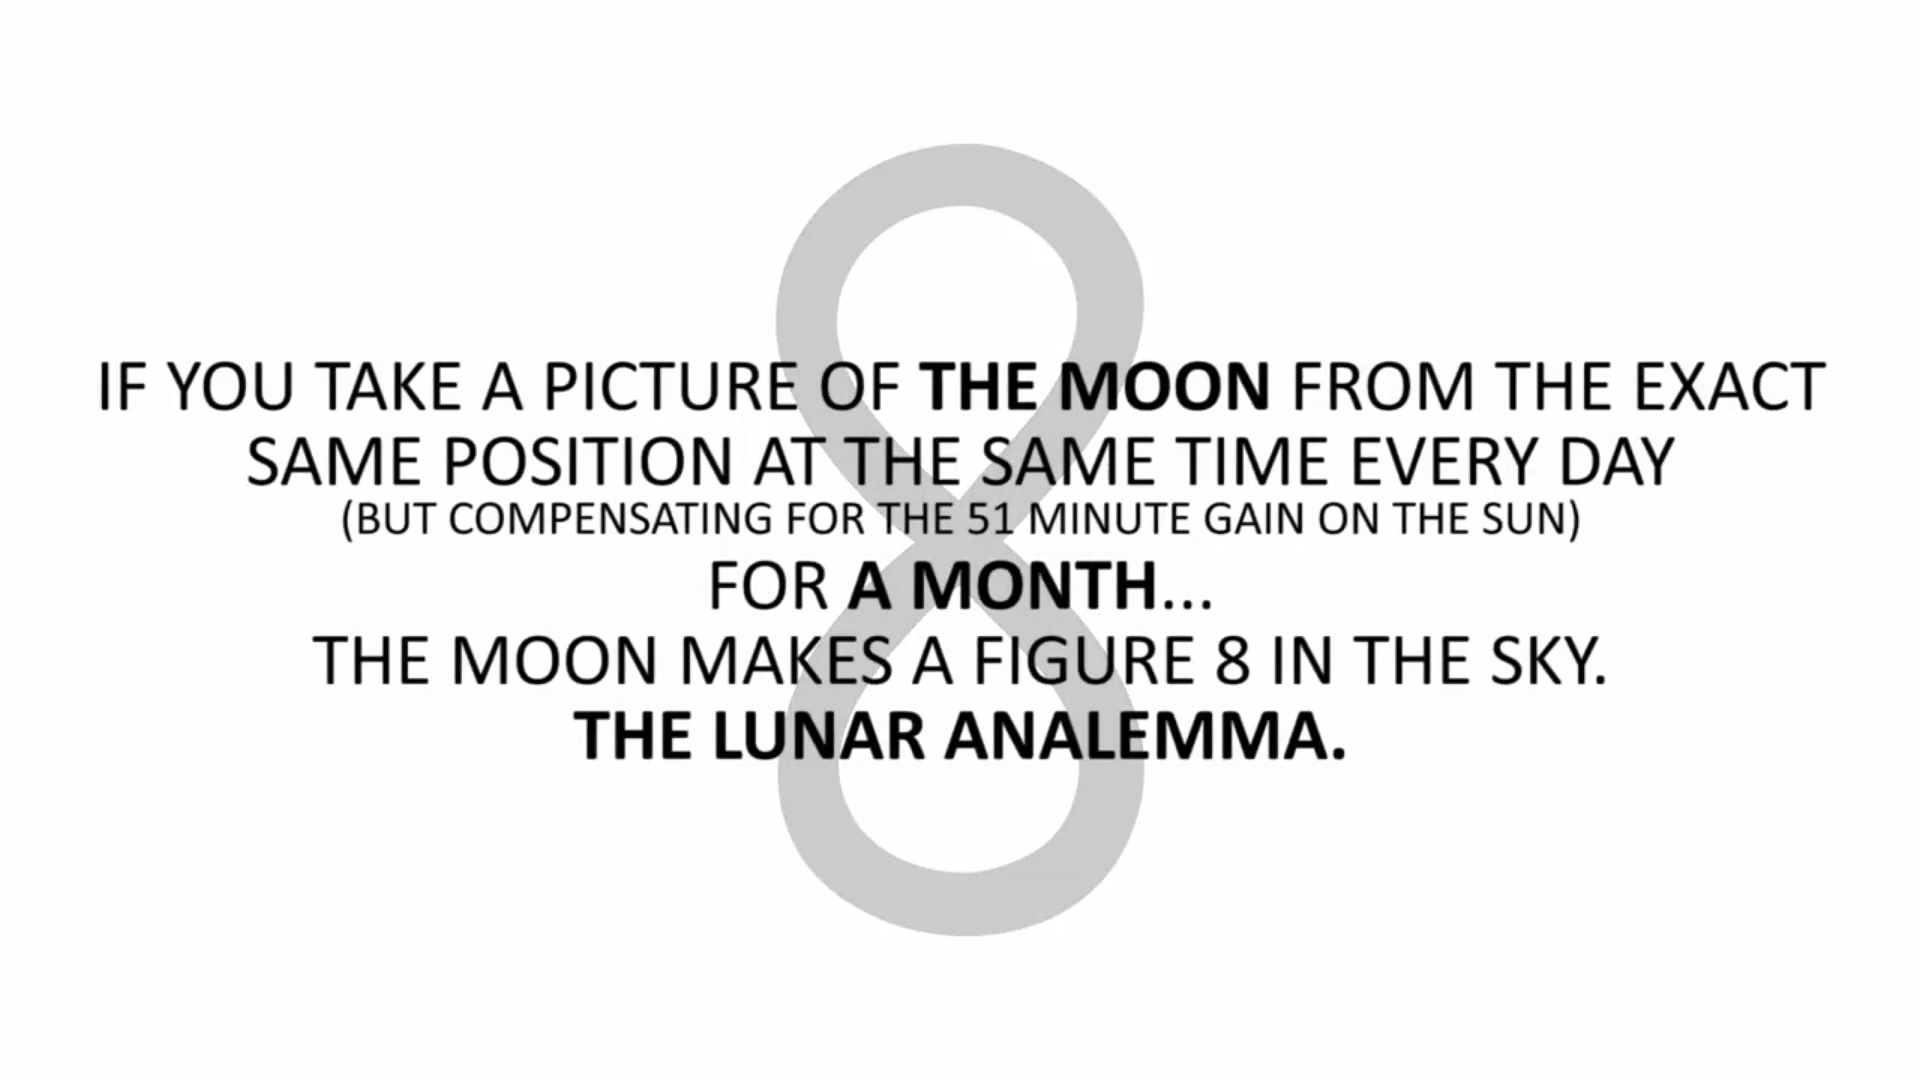 IF YOU TAKE A PICTURE OF THE MOON FROM THE EXACT
SAME POSITION AT THE SAME TIME EVERY DAY
(BUT COMPENSATING FOR THE 51 MINUTE GAIN ON THE SUN)
FOR A MONTH...
THE MOON MAKES A FIGURE 8 IN THE SKY.
THE LUNAR ANALEMMA.